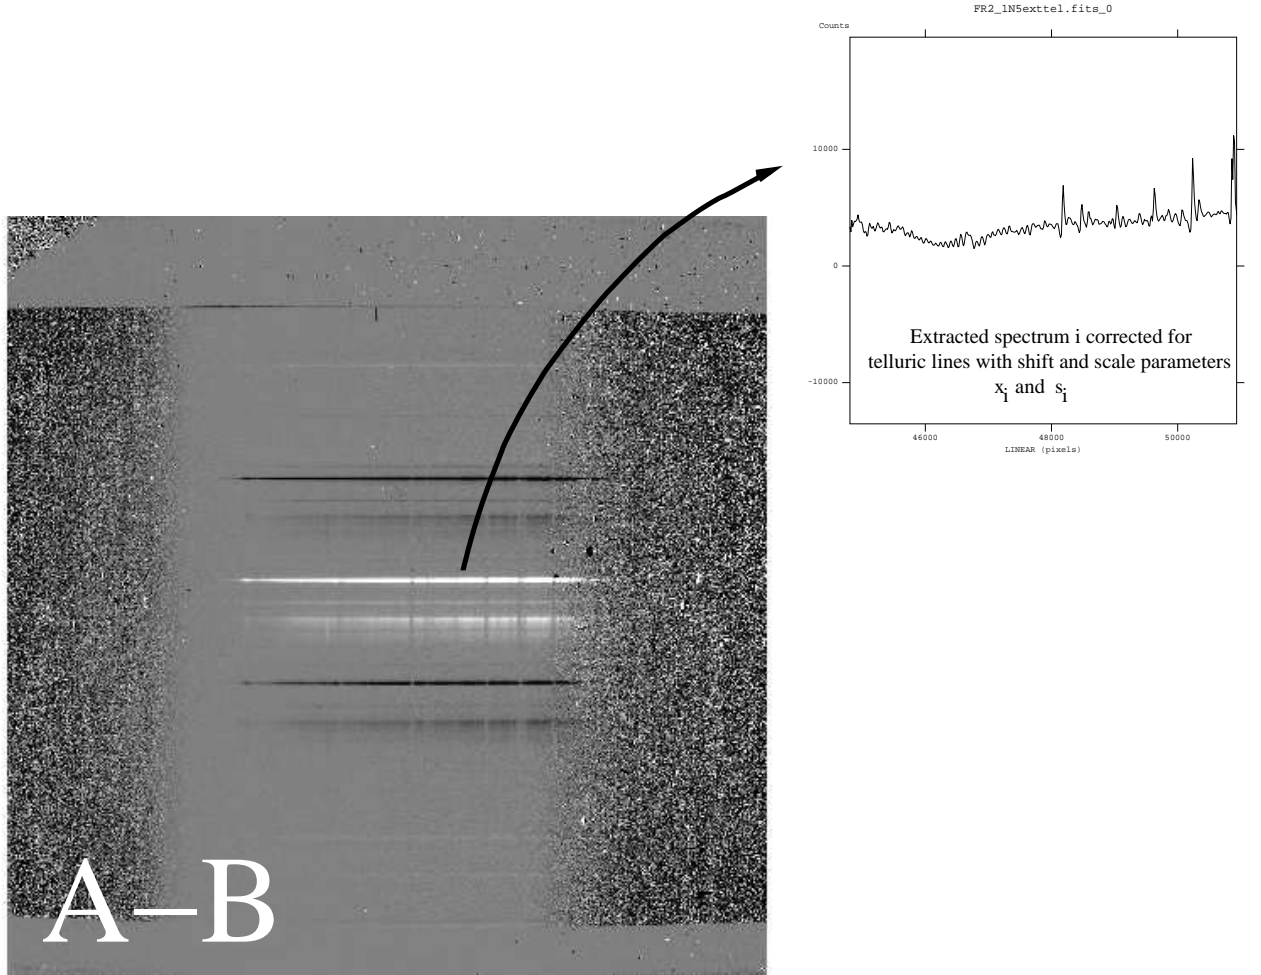 FR2_1N5exttel.fits_0
Counts
10000
0
-10000
Extracted spectrum i corrected for
telluric lines with shift and scale parameters
xi and si
46000 48000 50000
LINEAR (pixels)
A–B